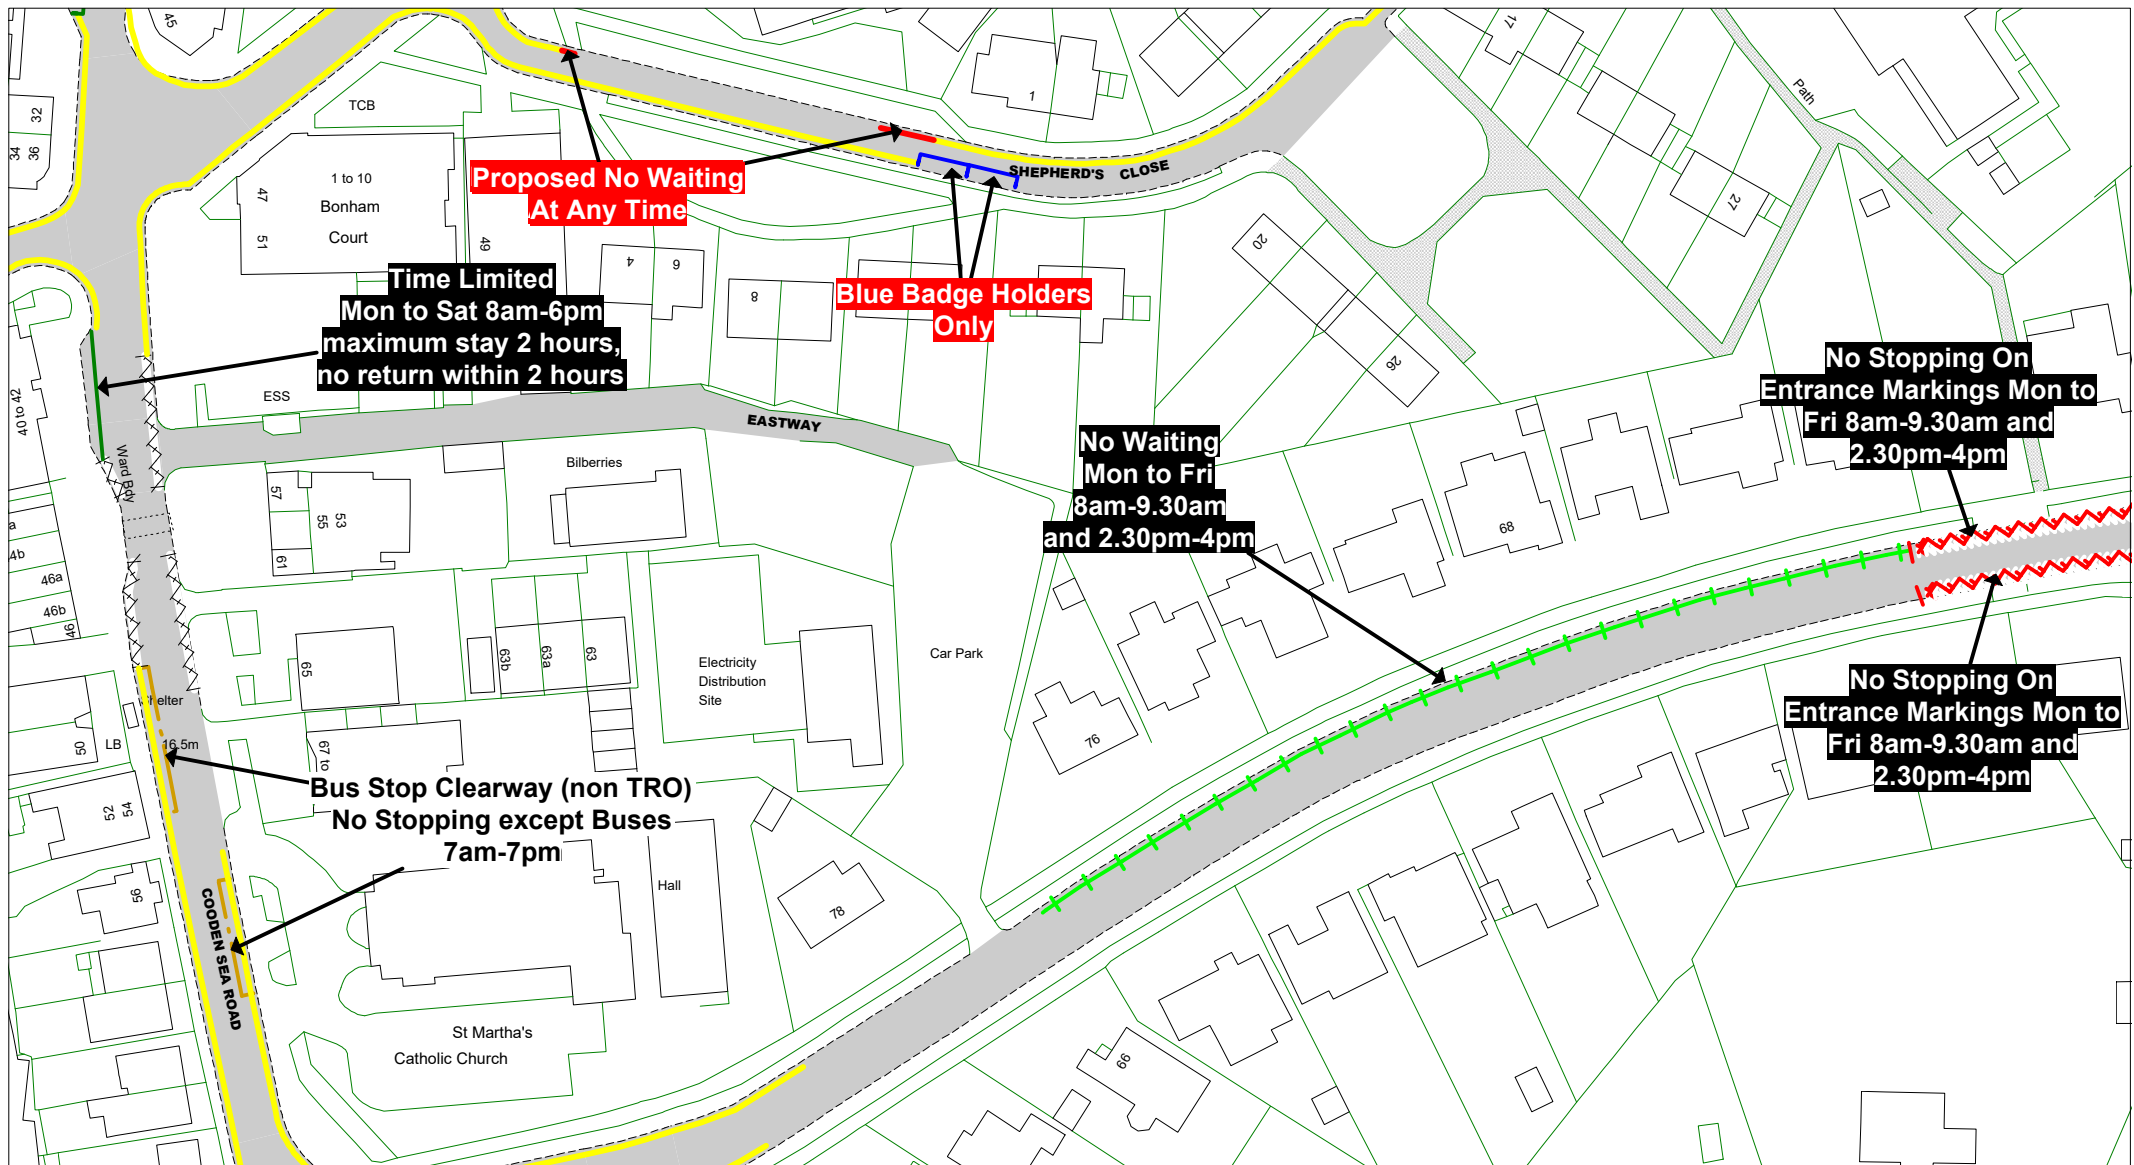 45
32
34
36
TCB
1 to 10
Bonham
Court
47
51
49
Proposed No Waiting
At Any Time
1
17
Path
SHEPHERD'S CLOSE
27
20
26
4
6
8
Blue Badge Holders
Only
Time Limited
Mon to Sat 8am-6pm
maximum stay 2 hours,
no return within 2 hours
40 to 42
ESS
EASTWAY
Ward Bdy
Bilberries
57
55
53
61
No Waiting
Mon to Fri
8am-9.30am
and 2.30pm-4pm
68
No Stopping On
Entrance Markings Mon to
Fri 8am-9.30am and
2.30pm-4pm
a
4b
46a
46b
46
65
63b
63a
63
Electricity
Distribution
Site
Car Park
76
No Stopping On
Entrance Markings Mon to
Fri 8am-9.30am and
2.30pm-4pm
Shelter
50
LB
16.5m
67 to
Bus Stop Clearway (non TRO)
No Stopping except Buses
7am-7pm
52
54
56
Hall
78
COODEN SEA ROAD
St Martha's
Catholic Church
66